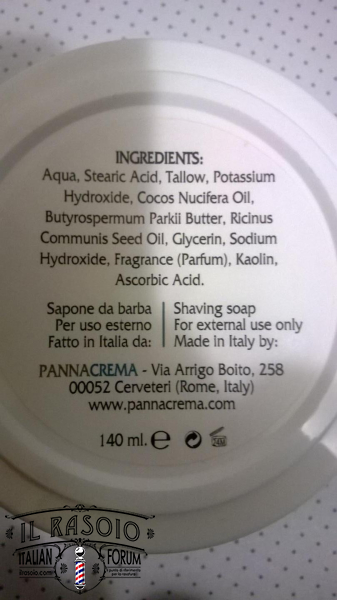 INGREDIENTS:
Aqua, Stearic Acid, Tallow, Potassium
Hydroxide, Cocos Nucifera Oil,
Butyrospermum Parkii Butter, Ricinus
Communis Seed Oil, Glycerin, Sodium
Hydroxide, Fragrance (Parfum), Kaolin,
Ascorbic Acid.
Sapone da barba
Per uso esterno
Fatto in Italia da:
Shaving soap
For external use only
Made in Italy by:
PANNACREMA - Via Arrigo Boito, 258
00052 Cerveteri (Rome, Italy)
www.pannacrema.com
140 ml. ℮
IL RASOIO
ITALIAN FORUM
ilrasoio.com